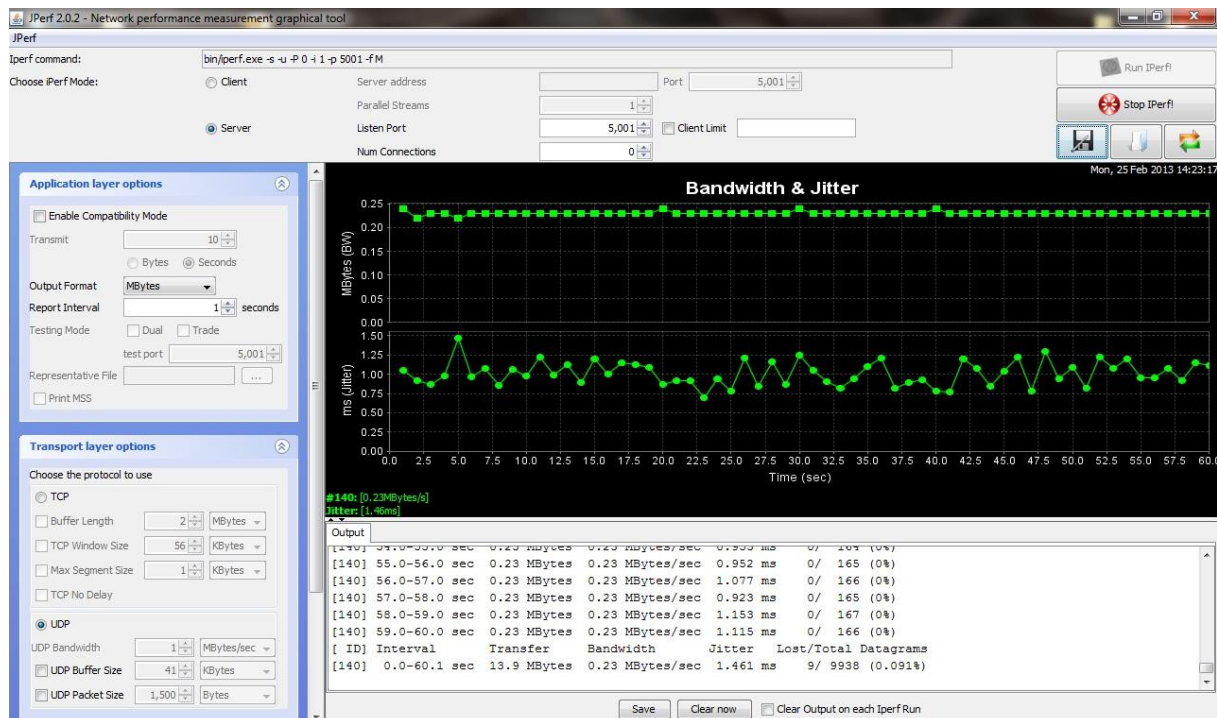 JPerf 2.0.2 - Network performance measurement graphical tool
JPerf
Iperf command: bin/iperf.exe -s -u -P 0 -i 1 -p 5001 -f M
Choose iPerf Mode: Client Server address Port 5,001
Parallel Streams 1
Server Listen Port 5,001 Client Limit
Num Connections 0
Run IPerf!
Stop IPerf!
Application layer options
Enable Compatibility Mode
Transmit 10
Bytes Seconds
Output Format MBytes
Report Interval 1 seconds
Testing Mode Dual Trade
test port 5,001
Representative File ...
Print MSS
Transport layer options
Choose the protocol to use
TCP
Buffer Length 2 MBytes
TCP Window Size 56 KBytes
Max Segment Size 1 KBytes
TCP No Delay
UDP
UDP Bandwidth 1 MBytes/sec
UDP Buffer Size 41 KBytes
UDP Packet Size 1,500 Bytes
Mon, 25 Feb 2013 14:23:17
Bandwidth & Jitter
MBytes (BW)
0.25
0.20
0.15
0.10
0.05
0.00
ms (Jitter)
1.50
1.25
1.00
0.75
0.50
0.25
0.00
0.0 2.5 5.0 7.5 10.0 12.5 15.0 17.5 20.0 22.5 25.0 27.5 30.0 32.5 35.0 37.5 40.0 42.5 45.0 47.5 50.0 52.5 55.0 57.5 60.
Time (sec)
#140: [0.23MBytes/s]
Jitter: [1.46ms]
Output
[140] 54.0-55.0 sec 0.23 MBytes 0.23 MBytes/sec 0.953 ms 0/ 164 (0%)
[140] 55.0-56.0 sec 0.23 MBytes 0.23 MBytes/sec 0.952 ms 0/ 165 (0%)
[140] 56.0-57.0 sec 0.23 MBytes 0.23 MBytes/sec 1.077 ms 0/ 166 (0%)
[140] 57.0-58.0 sec 0.23 MBytes 0.23 MBytes/sec 0.923 ms 0/ 165 (0%)
[140] 58.0-59.0 sec 0.23 MBytes 0.23 MBytes/sec 1.153 ms 0/ 167 (0%)
[140] 59.0-60.0 sec 0.23 MBytes 0.23 MBytes/sec 1.115 ms 0/ 166 (0%)
[ ID] Interval Transfer Bandwidth Jitter Lost/Total Datagrams
[140] 0.0-60.1 sec 13.9 MBytes 0.23 MBytes/sec 1.461 ms 9/ 9938 (0.091%)
Save Clear now Clear Output on each Iperf Run